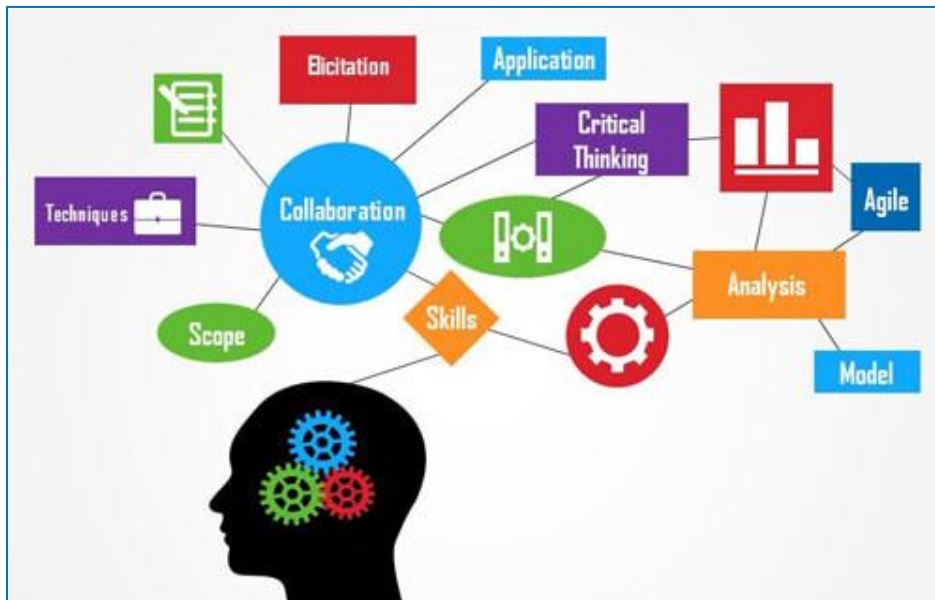 Elicitation
Application
Critical
Thinking
Techniques
Collaboration
Agile
Analysis
Skills
Scope
Model